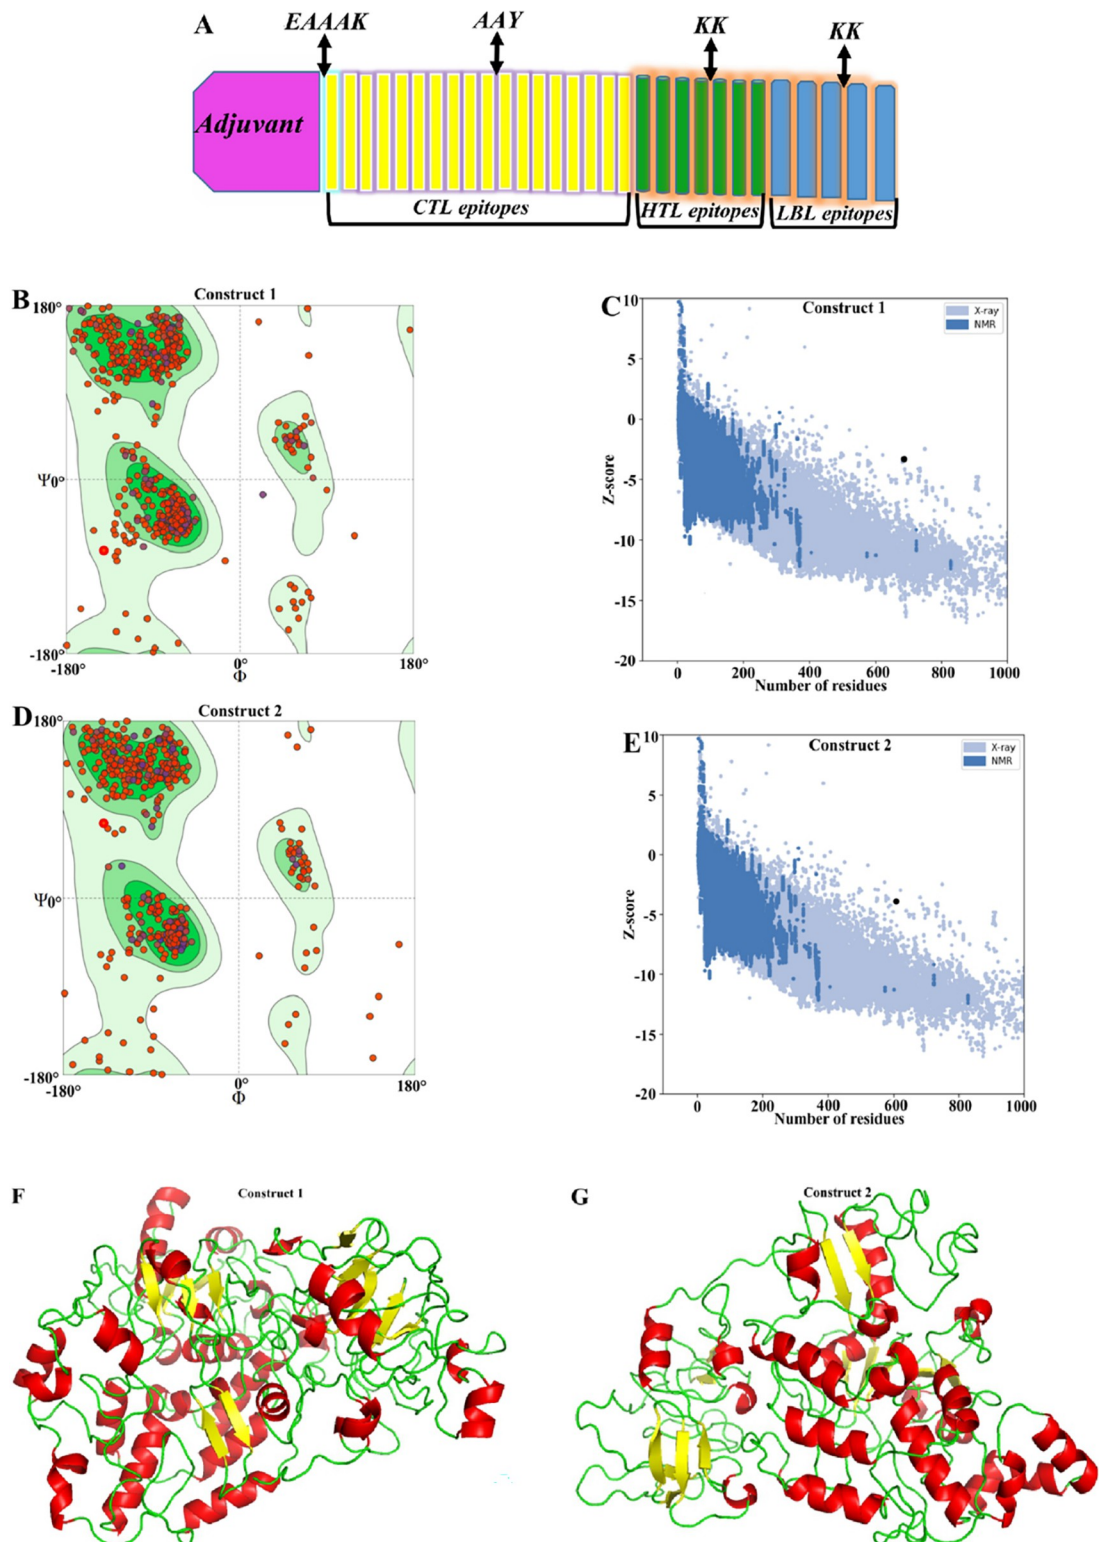 A
EAAAK
AAY
KK
KK
Adjuvant
CTL epitopes
HTL epitopes
LBL epitopes
B
Construct 1
180°
Ψ0°
-180°
-180°
0°
180°
Φ
C
Construct 1
X-ray
NMR
10
5
0
-5
-10
-15
-20
Z-score
0
200
400
600
800
1000
Number of residues
D
Construct 2
180°
Ψ0°
-180°
-180°
0°
180°
Φ
E
Construct 2
X-ray
NMR
10
5
0
-5
-10
-15
-20
Z-score
0
200
400
600
800
1000
Number of residues
F
Construct 1
G
Construct 2